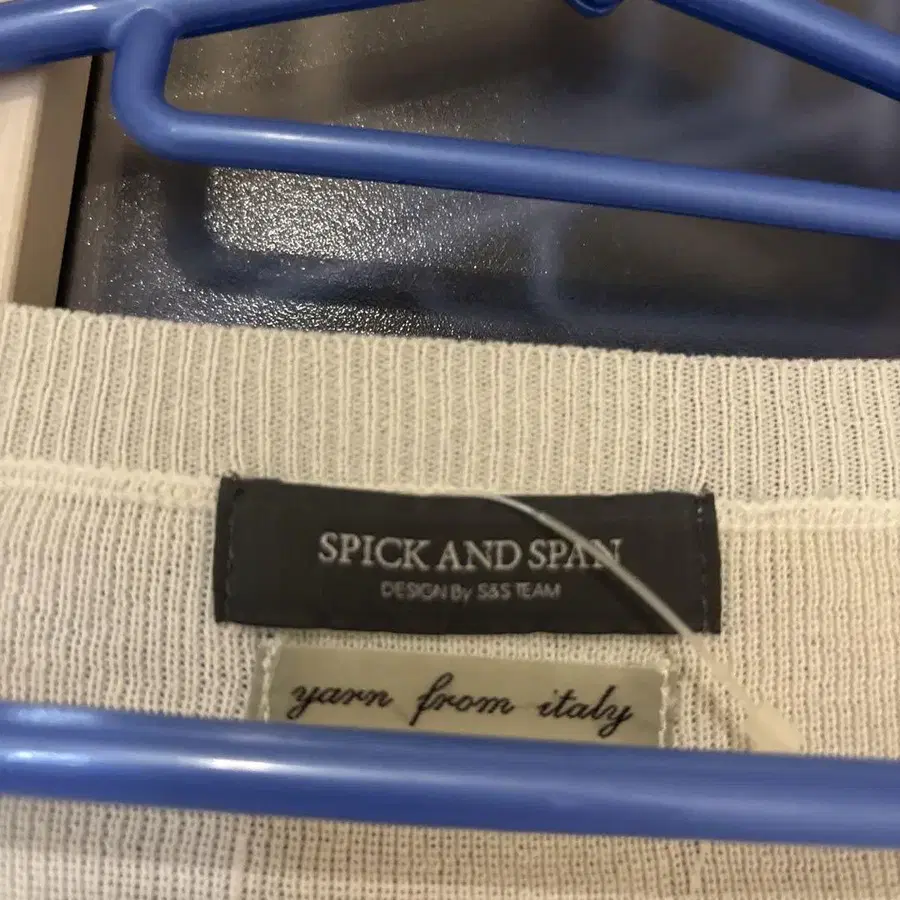 SPICK AND SPAN
DESIGN By S&S TEAM
yarn from italy